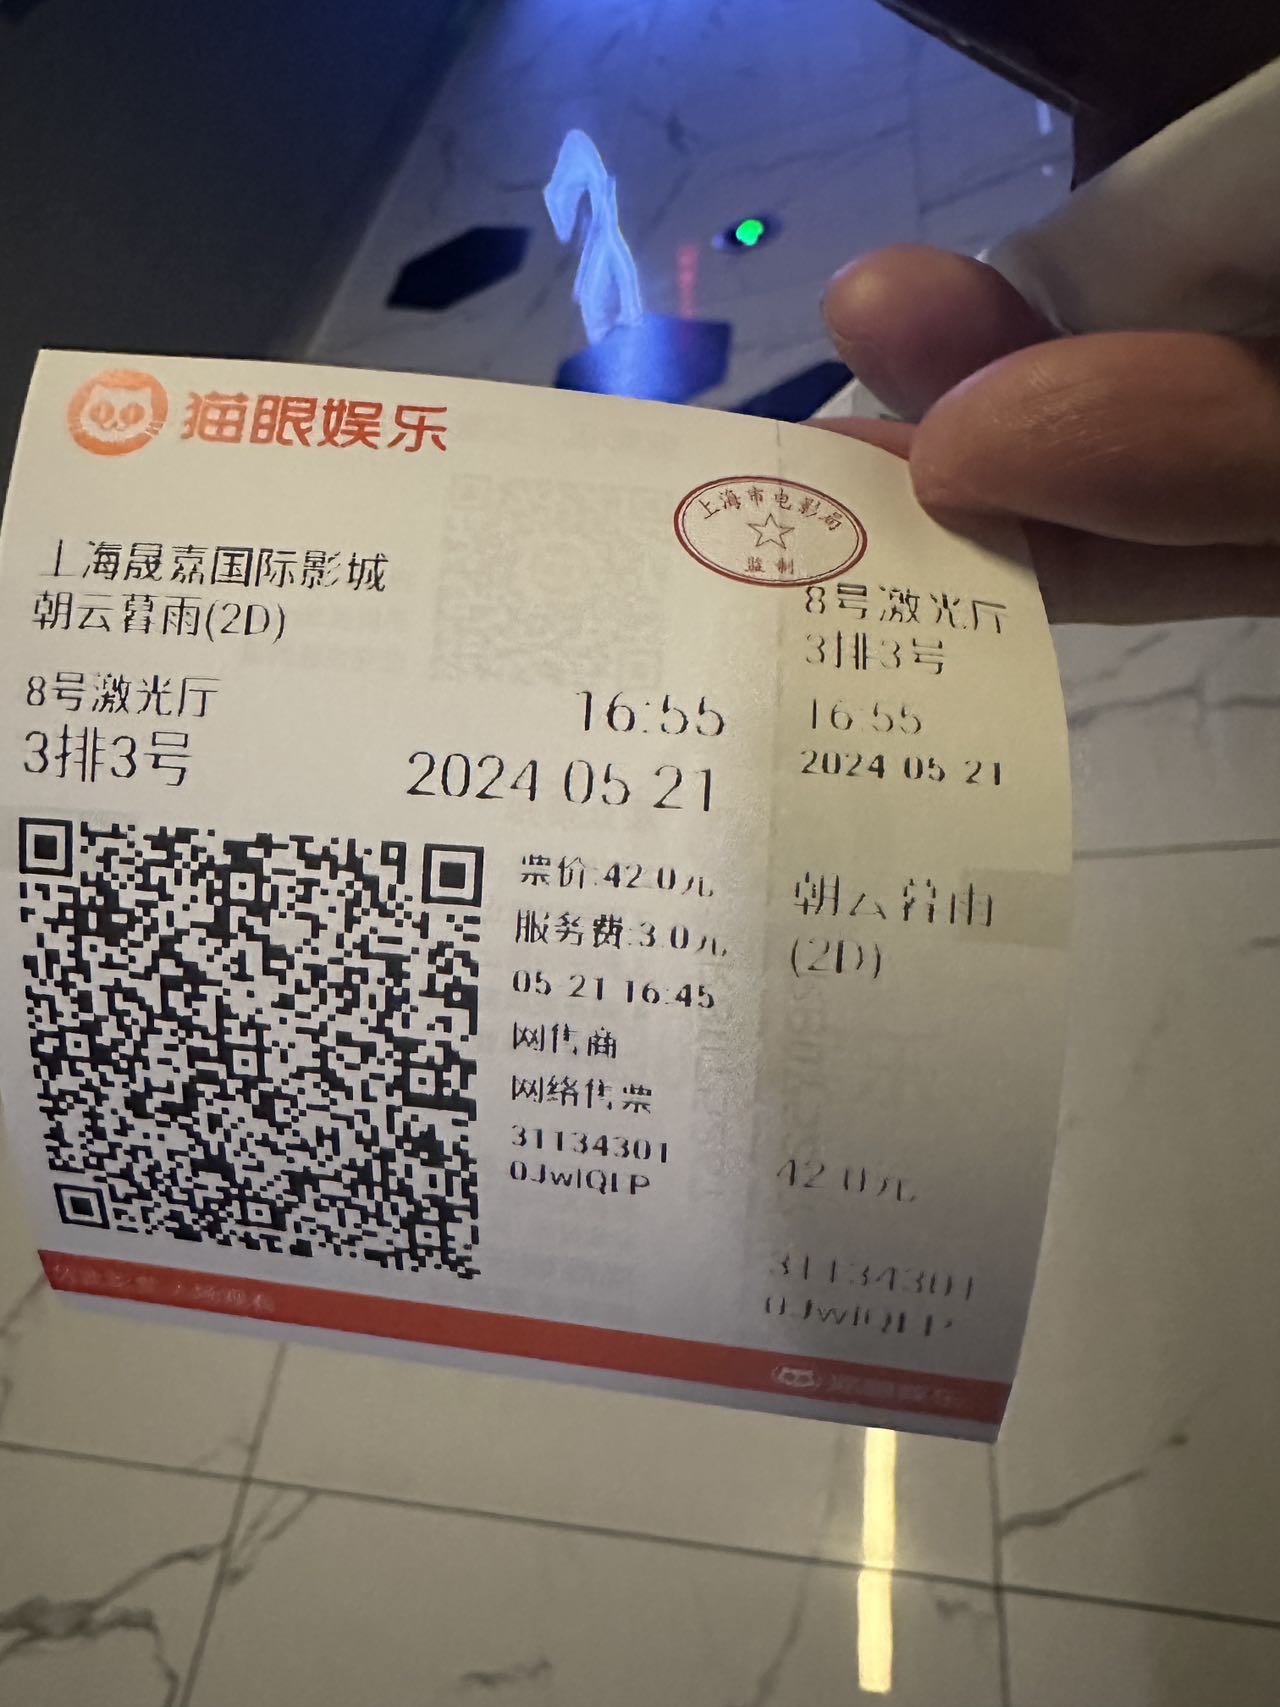 猫眼娱乐
上海市电影局
监制
上海晟嘉国际影城
朝云暮雨(2D)
8号激光厅
3排3号
16:55
2024 05 21
票价:42.0元
服务费:3.0元
05 21 16:45
网售商
网络售票
31134301
0JwIQLP
8号激光厅
3排3号
16:55
2024 05 21
朝云暮雨
(2D)
42.0元
31134301
0JwIQLP
猫眼娱乐